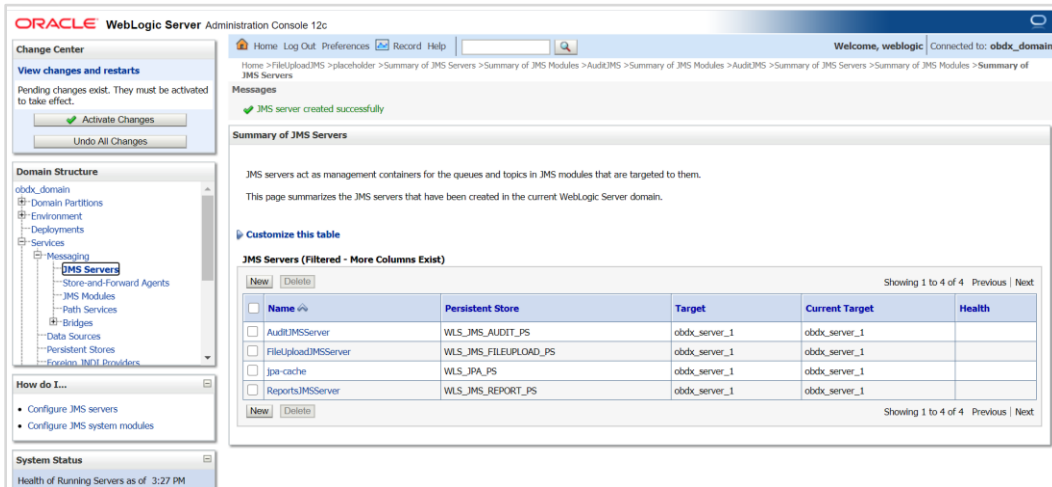 ORACLE WebLogic Server Administration Console 12c
Change Center
View changes and restarts
Pending changes exist. They must be activated
to take effect.
Activate Changes
Undo All Changes
Domain Structure
obdx_domain
Domain Partitions
Environment
Deployments
Services
Messaging
JMS Servers
Store-and-Forward Agents
JMS Modules
Path Services
Bridges
Data Sources
Persistent Stores
Foreign JNDI Providers
How do I...
Configure JMS servers
Configure JMS system modules
System Status
Health of Running Servers as of 3:27 PM
Home Log Out Preferences Record Help
Welcome, weblogic Connected to: obdx_domain
Home >FileUploadJMS >placeholder >Summary of JMS Servers >Summary of JMS Modules >AuditJMS >Summary of JMS Modules >AuditJMS >Summary of JMS Servers >Summary of JMS Modules >Summary of
JMS Servers
Messages
JMS server created successfully
Summary of JMS Servers
JMS servers act as management containers for the queues and topics in JMS modules that are targeted to them.
This page summarizes the JMS servers that have been created in the current WebLogic Server domain.
Customize this table
JMS Servers (Filtered - More Columns Exist)
New Delete Showing 1 to 4 of 4 Previous | Next
Name Persistent Store Target Current Target Health
AuditJMSServer WLS_JMS_AUDIT_PS obdx_server_1 obdx_server_1
FileUploadJMSServer WLS_JMS_FILEUPLOAD_PS obdx_server_1 obdx_server_1
jpa-cache WLS_JPA_PS obdx_server_1 obdx_server_1
ReportsJMSServer WLS_JMS_REPORT_PS obdx_server_1 obdx_server_1
New Delete Showing 1 to 4 of 4 Previous | Next